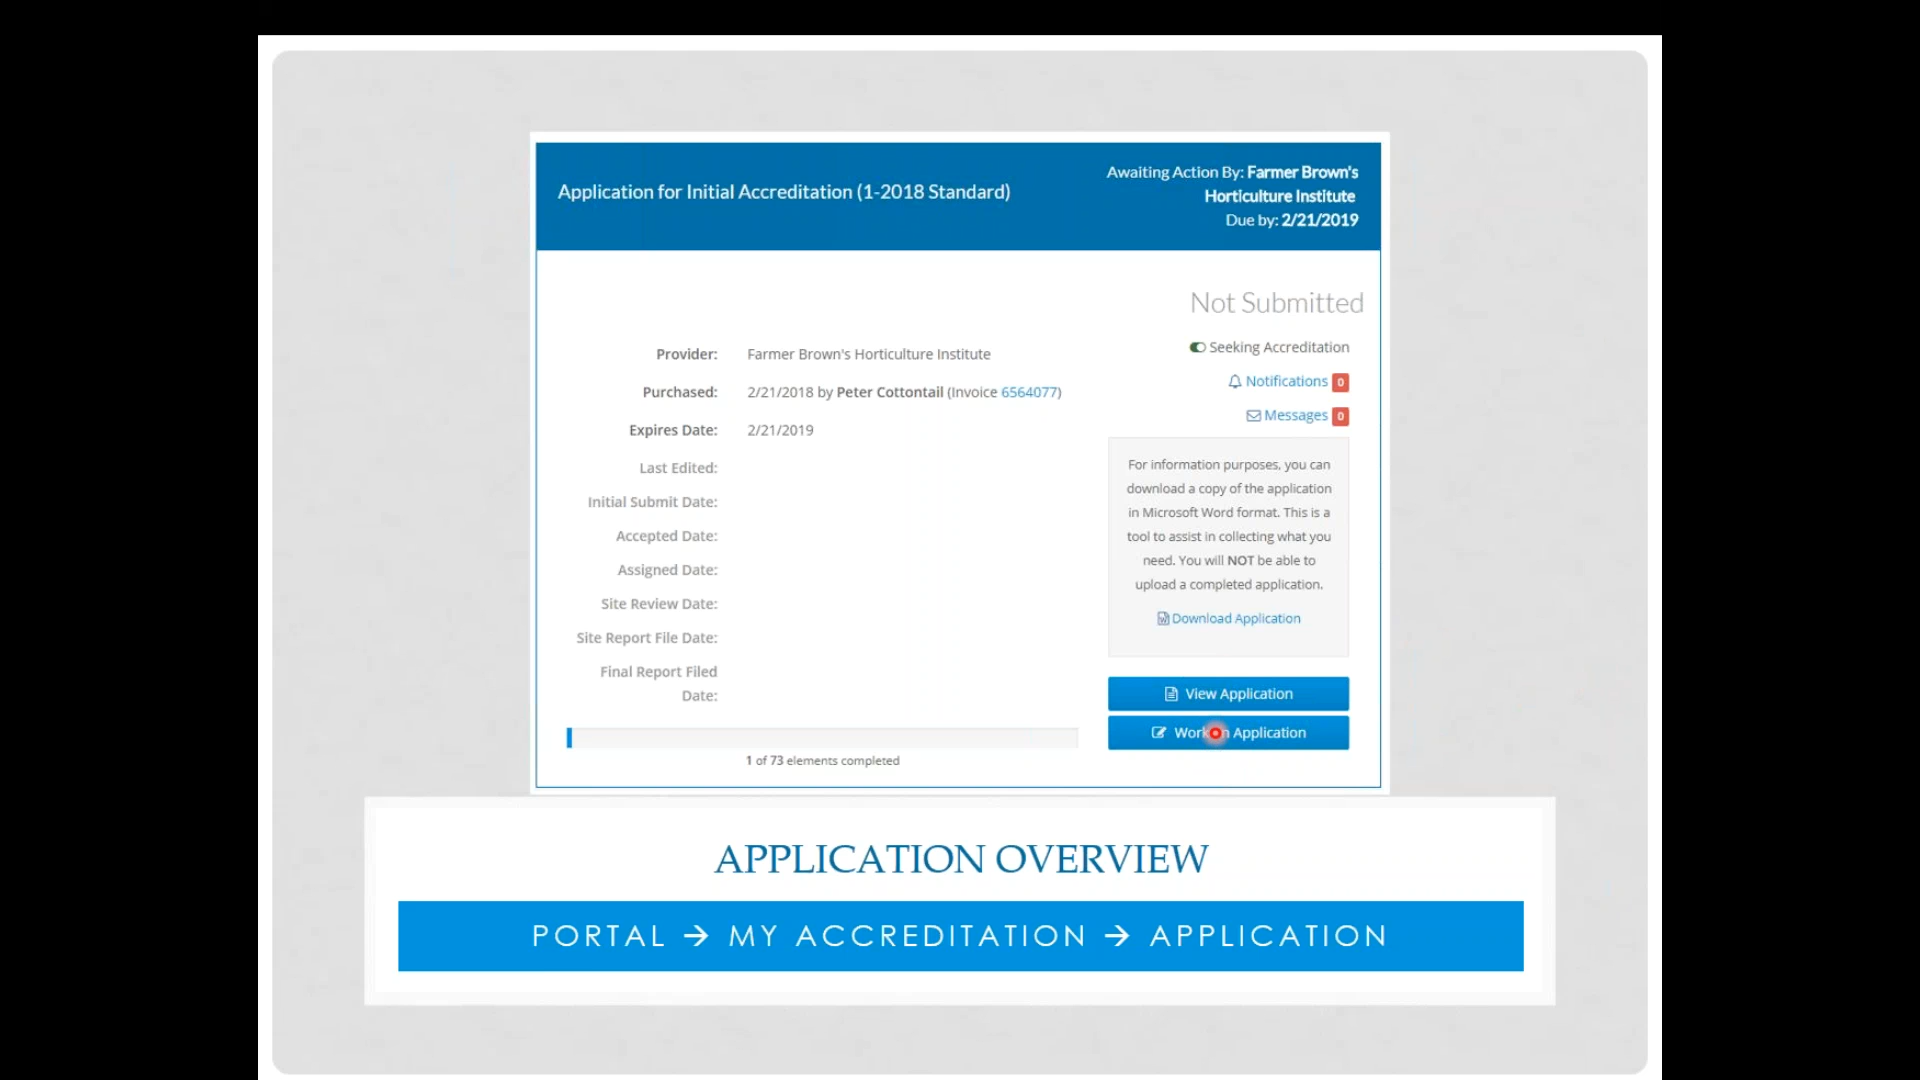 Application for Initial Accreditation (1-2018 Standard)
Awaiting Action By: Farmer Brown's
Horticulture Institute
Due by: 2/21/2019
Not Submitted
Provider: Farmer Brown's Horticulture Institute
Seeking Accreditation
Purchased: 2/21/2018 by Peter Cottontail (Invoice 6564077)
Notifications 0
Expires Date: 2/21/2019
Messages 0
Last Edited:
Initial Submit Date:
Accepted Date:
Assigned Date:
Site Review Date:
Site Report File Date:
Final Report Filed
Date:
1 of 73 elements completed
For information purposes, you can
download a copy of the application
in Microsoft Word format. This is a
tool to assist in collecting what you
need. You will NOT be able to
upload a completed application.
Download Application
View Application
Work Application
APPLICATION OVERVIEW
PORTAL → MY ACCREDITATION → APPLICATION